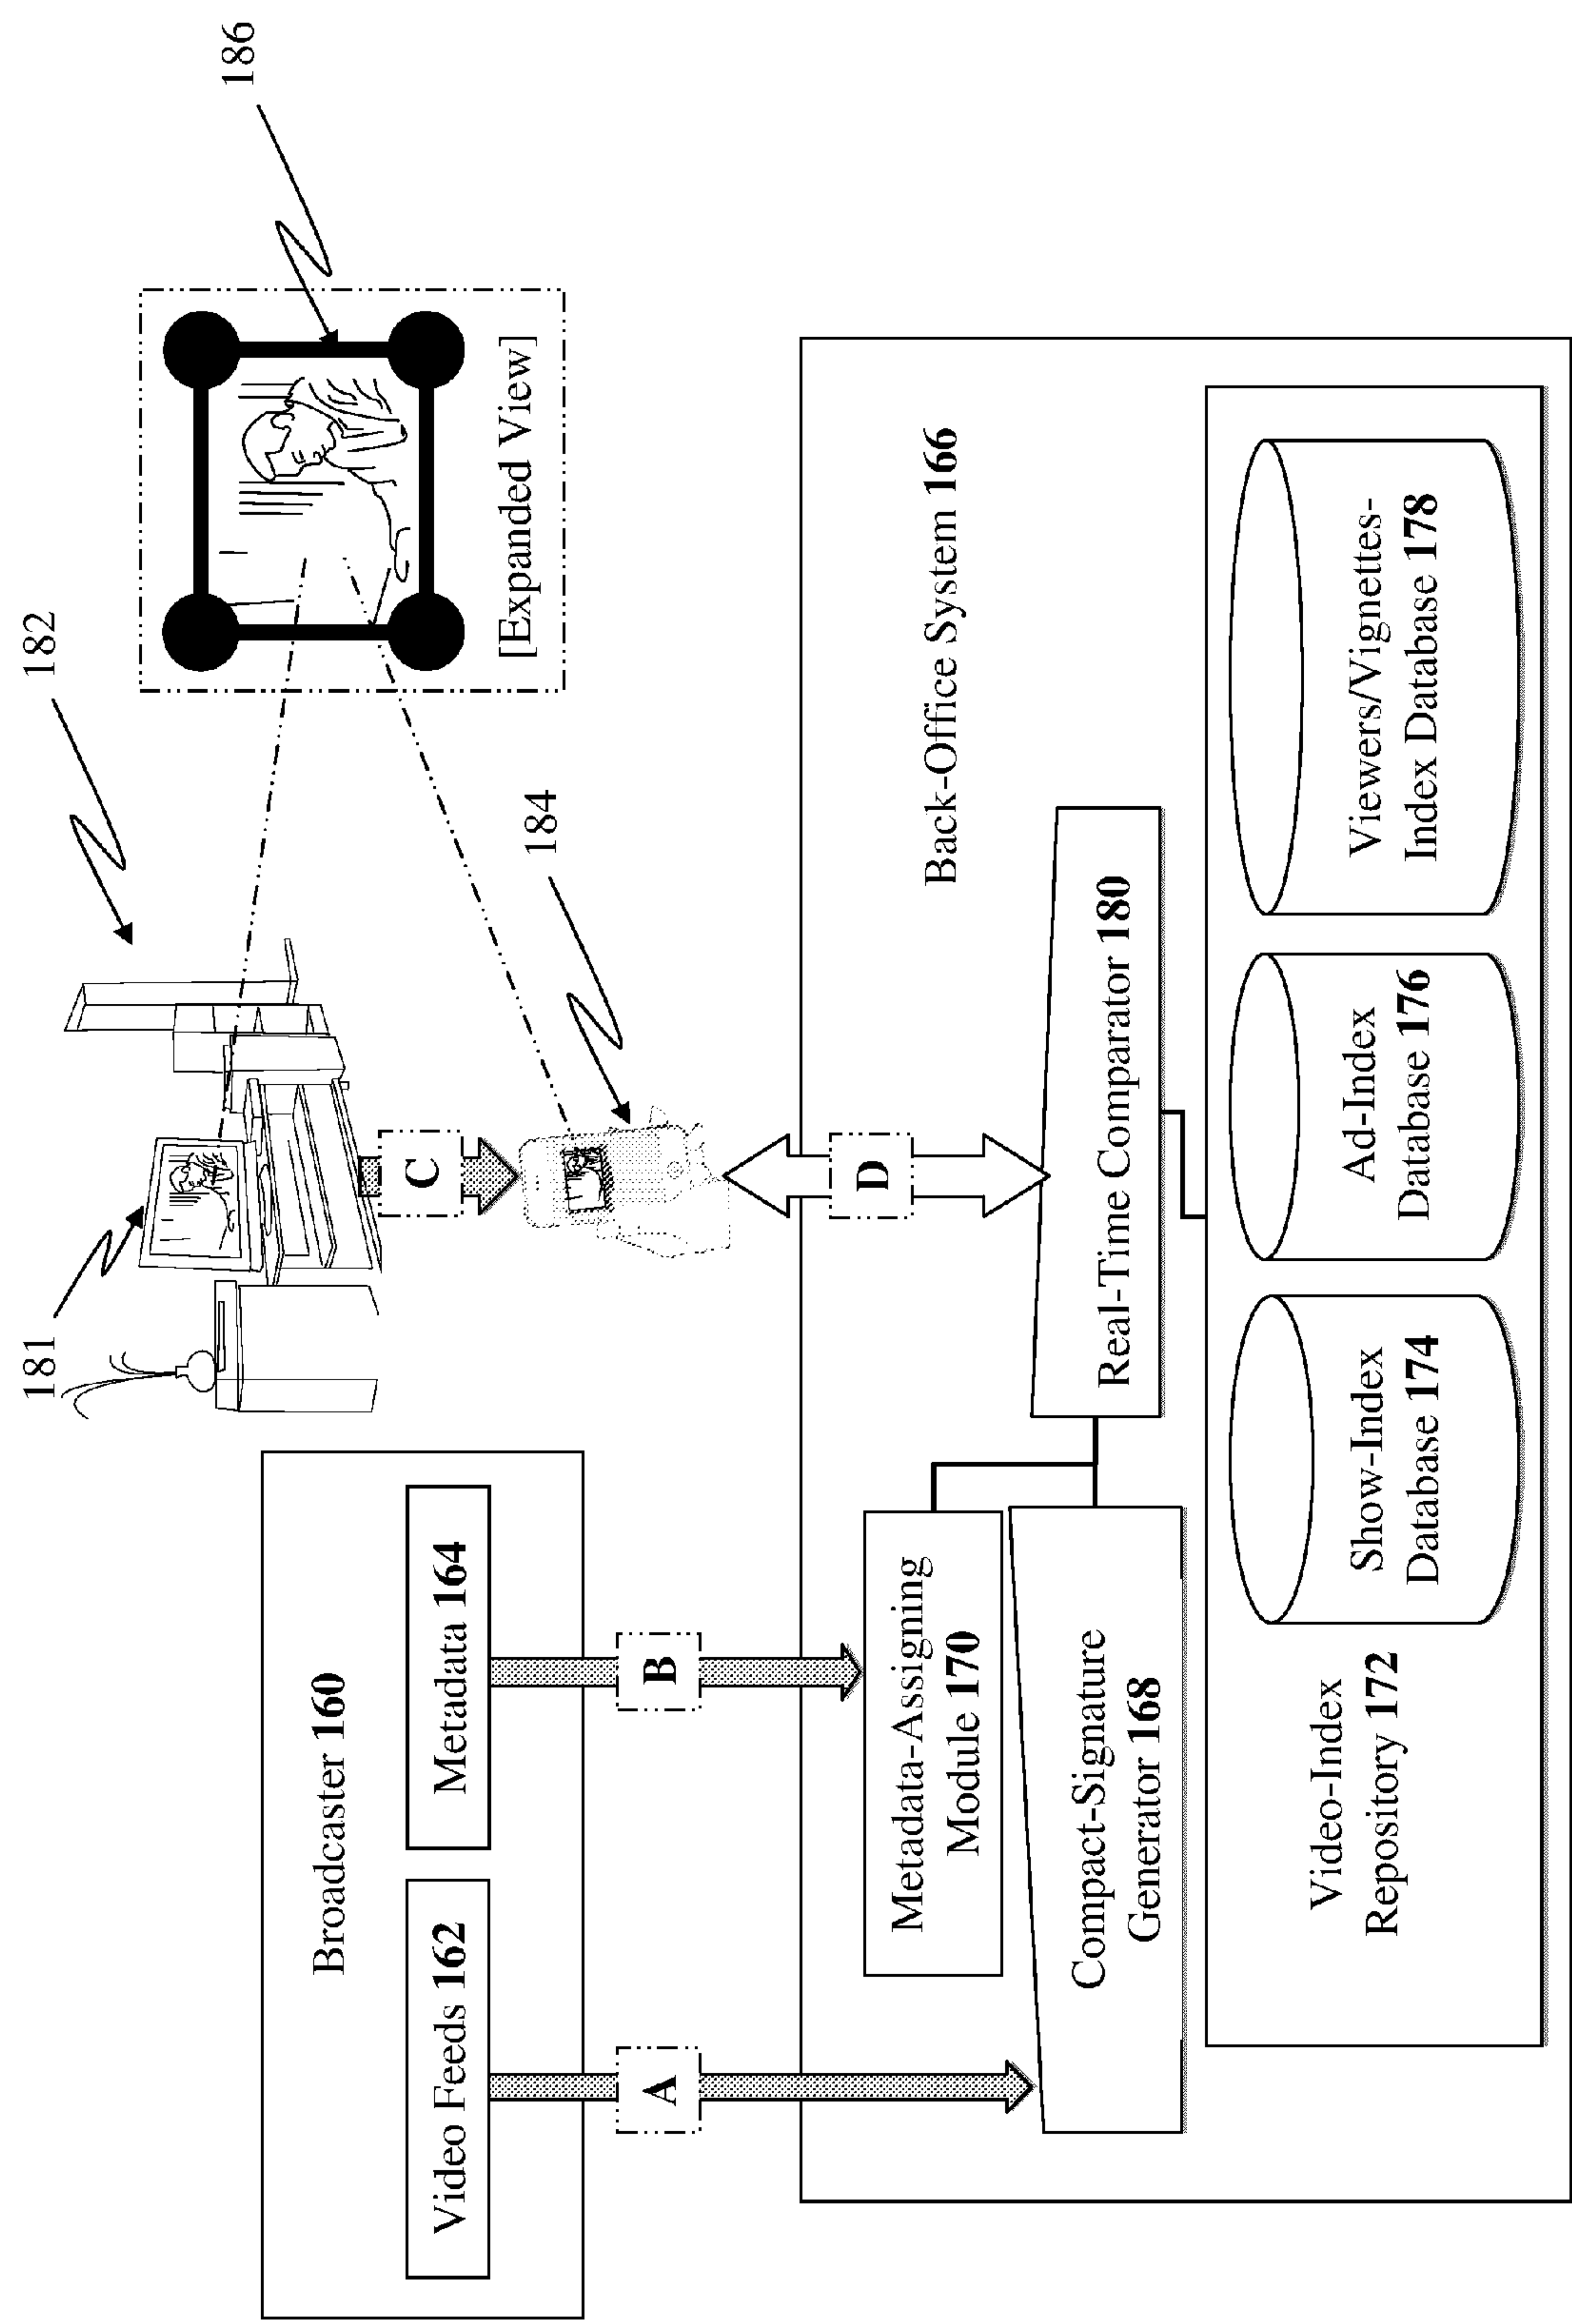 181
182
186
184
[Expanded View]
C
D
Broadcaster 160
Video Feeds 162
Metadata 164
A
B
Back-Office System 166
Metadata-Assigning
Module 170
Compact-Signature
Generator 168
Real-Time Comparator 180
Video-Index
Repository 172
Show-Index
Database 174
Ad-Index
Database 176
Viewers/Vignettes-
Index Database 178